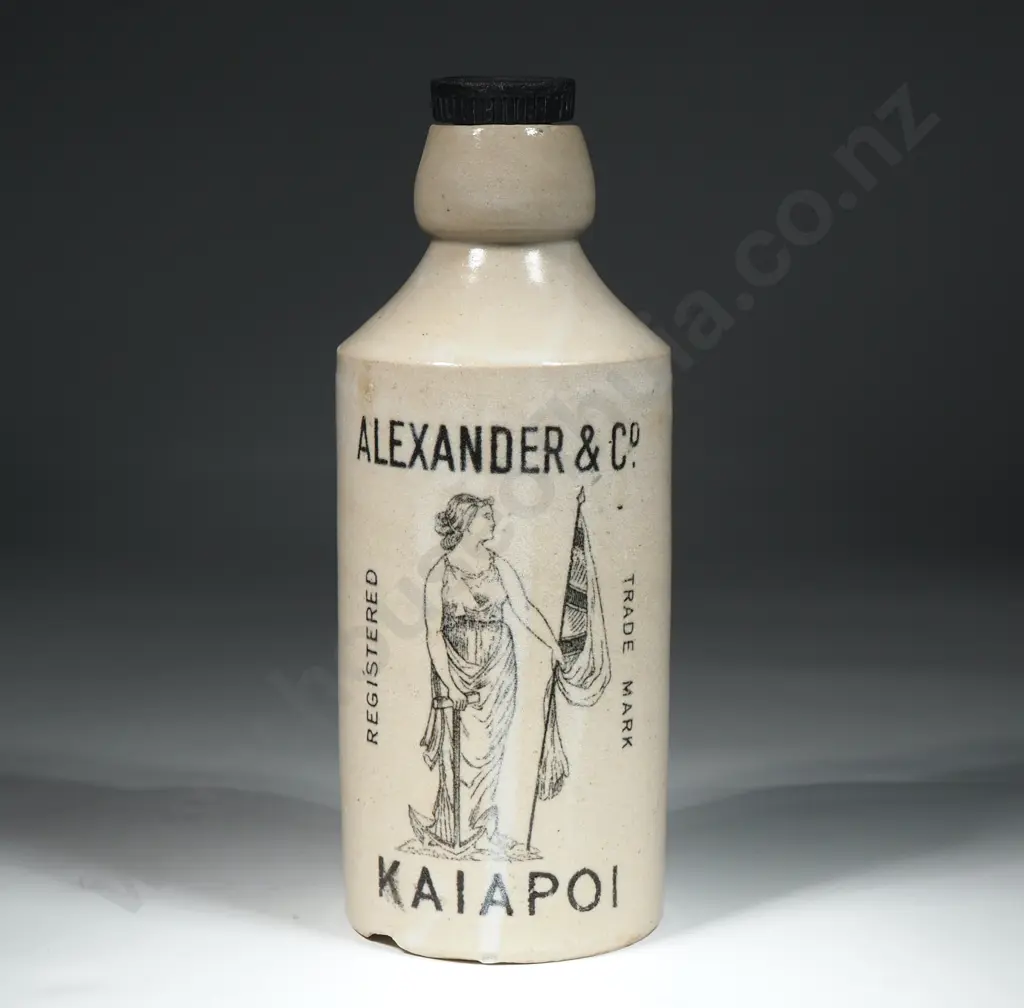 ALEXANDER & Cº.
REGISTERED
TRADE MARK
KAIAPOI